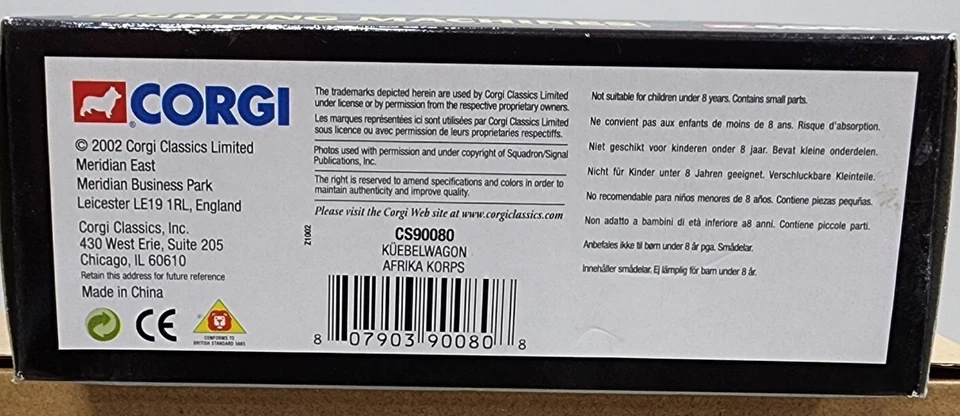 FIGHTING MACHINES
CORGI
© 2002 Corgi Classics Limited
Meridian East
Meridian Business Park
Leicester LE19 1RL, England
Corgi Classics, Inc.
430 West Erie, Suite 205
Chicago, IL 60610
Retain this address for future reference
Made in China
CE
CONFORMS TO
BRITISH STANDARD 5665
The trademarks depicted herein are used by Corgi Classics Limited
under license or by permission from the respective proprietary owners.
Les marques représentées ici sont utilisées par Corgi Classics Limited
sous licence ou avec permission de leurs proprietaries respectiffs.
Photos used with permission and under copyright of Squadron/Signal
Publications, Inc.
The right is reserved to amend specifications and colors in order to
maintain authenticity and improve quality.
Please visit the Corgi Web site at www.corgiclassics.com
Z1002
CS90080
KÜEBELWAGON
AFRIKA KORPS
8 07903 90080 8
Not suitable for children under 8 years. Contains small parts.
Ne convient pas aux enfants de moins de 8 ans. Risque d'absorption.
Niet geschikt voor kinderen onder 8 jaar. Bevat kleine onderdelen.
Nicht für Kinder unter 8 Jahren geeignet. Verschluckbare Kleinteile.
No recomendable para niños menores de 8 años. Contiene piezas pequñas.
Non adatto a bambini di età inferiore a8 anni. Contiene piccole parti.
Anbefales ikke til børn under 8 år pga. Smådelar.
Innehåller smådelar. Ej lämplig för barn under 8 år.